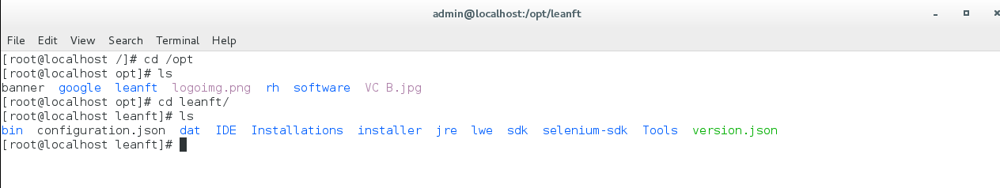 admin@localhost:/opt/leanft
File Edit View Search Terminal Help
[root@localhost /]# cd /opt
[root@localhost opt]# ls
banner google leanft logoimg.png rh software VC B.jpg
[root@localhost opt]# cd leanft/
[root@localhost leanft]# ls
bin configuration.json dat IDE Installations installer jre lwe sdk selenium-sdk Tools version.json
[root@localhost leanft]#